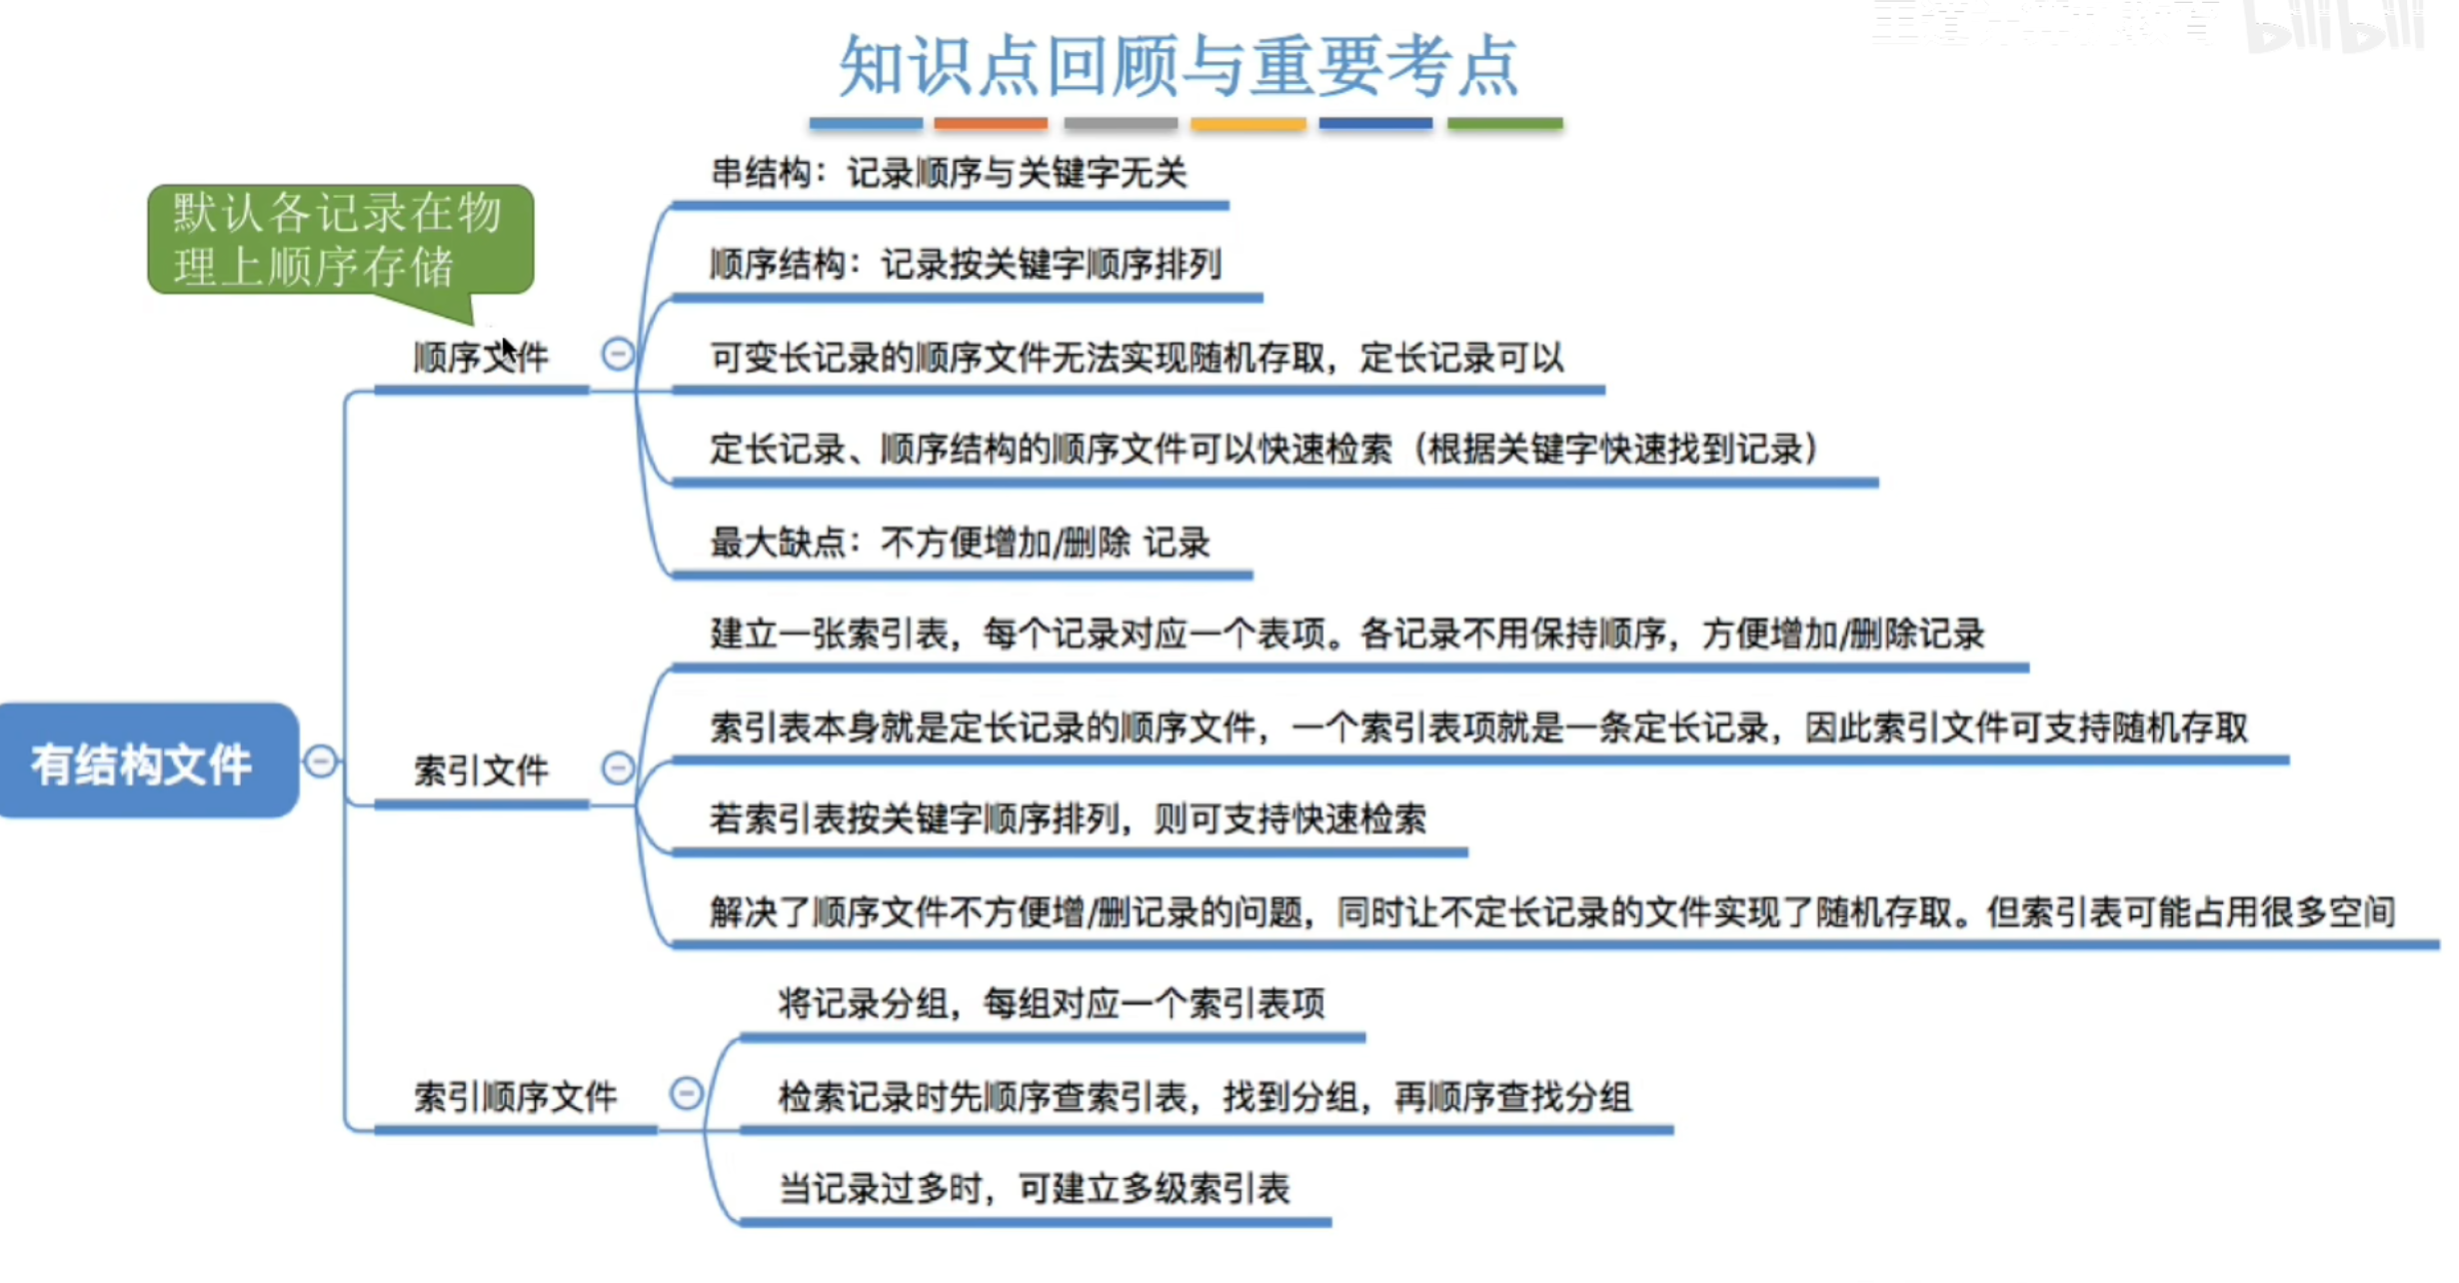 知识点回顾与重要考点
bilibili
默认各记录在物
理上顺序存储
串结构：记录顺序与关键字无关
顺序结构：记录按关键字顺序排列
顺序文件
可变长记录的顺序文件无法实现随机存取，定长记录可以
定长记录、顺序结构的顺序文件可以快速检索（根据关键字快速找到记录）
最大缺点：不方便增加/删除 记录
有结构文件
索引文件
建立一张索引表，每个记录对应一个表项。各记录不用保持顺序，方便增加/删除记录
索引表本身就是定长记录的顺序文件，一个索引表项就是一条定长记录，因此索引文件可支持随机存取
若索引表按关键字顺序排列，则可支持快速检索
解决了顺序文件不方便增/删记录的问题，同时让不定长记录的文件实现了随机存取。但索引表可能占用很多空间
索引顺序文件
将记录分组，每组对应一个索引表项
检索记录时先顺序查索引表，找到分组，再顺序查找分组
当记录过多时，可建立多级索引表